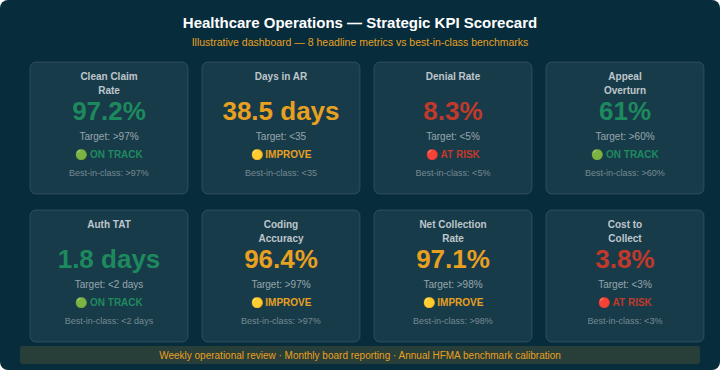 Healthcare Operations — Strategic KPI Scorecard
Illustrative dashboard — 8 headline metrics vs best-in-class benchmarks
Clean Claim
Rate
97.2%
Target: >97%
ON TRACK
Best-in-class: >97%
Days in AR
38.5 days
Target: <35
IMPROVE
Best-in-class: <35
Denial Rate
8.3%
Target: <5%
AT RISK
Best-in-class: <5%
Appeal
Overturn
61%
Target: >60%
ON TRACK
Best-in-class: >60%
Auth TAT
1.8 days
Target: <2 days
ON TRACK
Best-in-class: <2 days
Coding
Accuracy
96.4%
Target: >97%
IMPROVE
Best-in-class: >97%
Net Collection
Rate
97.1%
Target: >98%
IMPROVE
Best-in-class: >98%
Cost to
Collect
3.8%
Target: <3%
AT RISK
Best-in-class: <3%
Weekly operational review · Monthly board reporting · Annual HFMA benchmark calibration